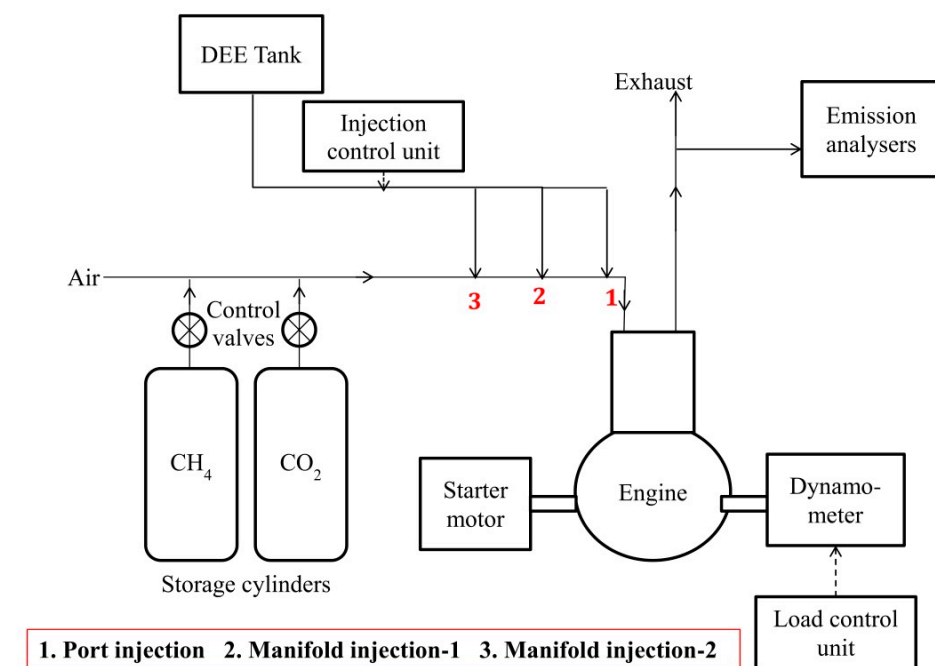 DEE Tank
Injection
control unit
Exhaust
Emission
analysers
Air
3
2
1
Control
valves
CH₄
CO₂
Storage cylinders
Starter
motor
Engine
Dynamo-
meter
Load control
unit
1. Port injection 2. Manifold injection-1 3. Manifold injection-2